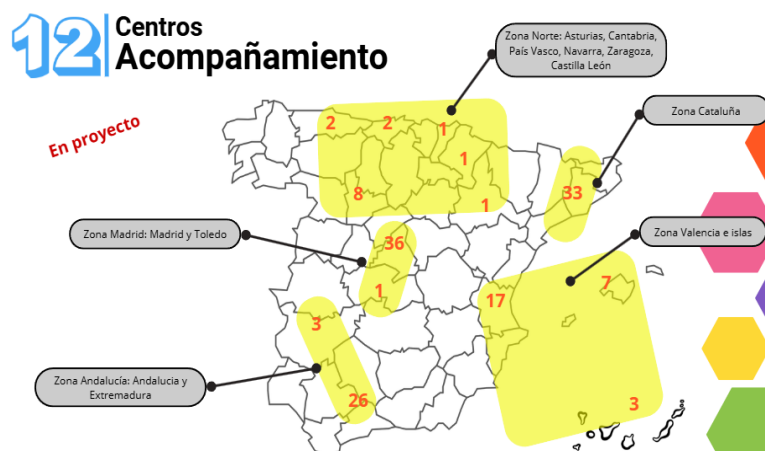 12
Centros
Acompañamiento
En proyecto
Zona Norte: Asturias, Cantabria,
País Vasco, Navarra, Zaragoza,
Castilla León
Zona Cataluña
Zona Madrid: Madrid y Toledo
Zona Valencia e islas
Zona Andalucía: Andalucia y
Extremadura
2
2
1
1
8
1
33
36
1
17
7
3
26
3